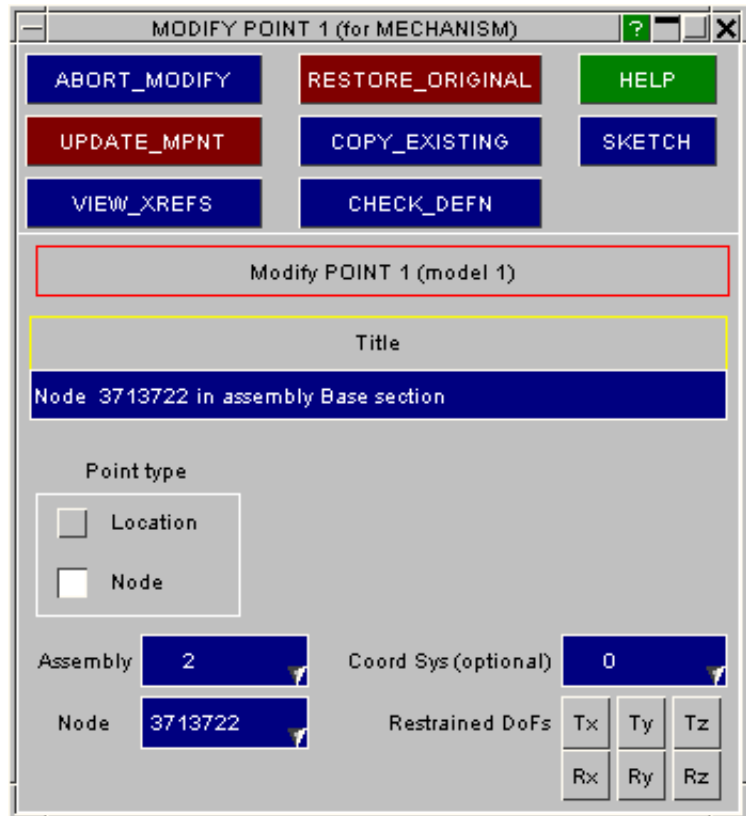 MODIFY POINT 1 (for MECHANISM) ?
ABORT_MODIFY RESTORE_ORIGINAL HELP
UPDATE_MPNT COPY_EXISTING SKETCH
VIEW_XREFS CHECK_DEFN
Modify POINT 1 (model 1)
Title
Node 3713722 in assembly Base section
Point type
Location
Node
Assembly 2 Coord Sys (optional) 0
Node 3713722 Restrained DoFs Tx Ty Tz
Rx Ry Rz